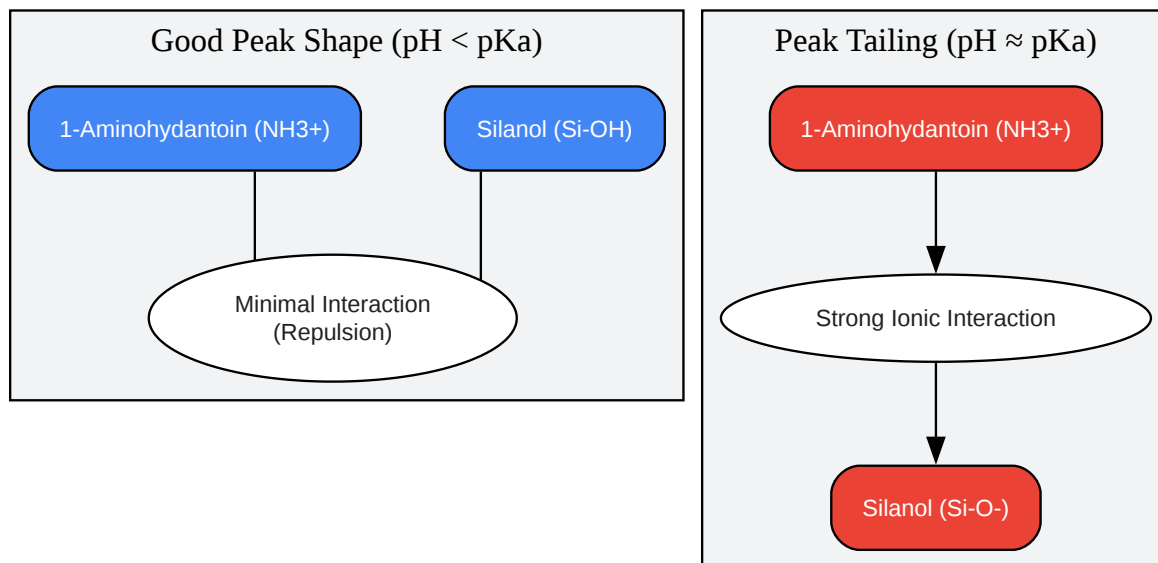 Good Peak Shape (pH < pKa)
1-Aminohydantoin (NH3+)
Silanol (Si-OH)
Minimal Interaction
(Repulsion)
Peak Tailing (pH ≈ pKa)
1-Aminohydantoin (NH3+)
Strong Ionic Interaction
Silanol (Si-O-)